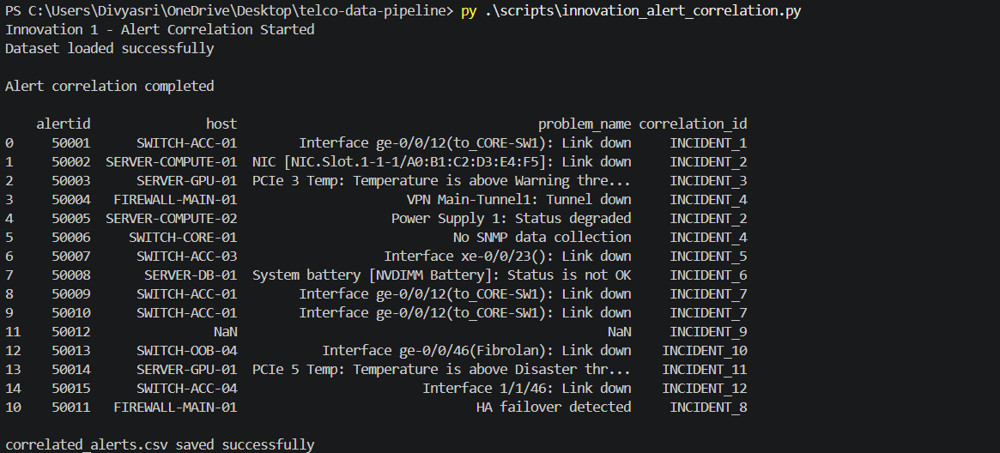 PS C:\Users\Divyasri\OneDrive\Desktop\telco-data-pipeline> py .\scripts\innovation_alert_correlation.py
Innovation 1 - Alert Correlation Started
Dataset loaded successfully
Alert correlation completed
alertid host problem_name correlation_id
0 50001 SWITCH-ACC-01 Interface ge-0/0/12(to_CORE-SW1): Link down INCIDENT_1
1 50002 SERVER-COMPUTE-01 NIC [NIC.Slot.1-1-1/A0:B1:C2:D3:E4:F5]: Link down INCIDENT_2
2 50003 SERVER-GPU-01 PCIe 3 Temp: Temperature is above Warning thre... INCIDENT_3
3 50004 FIREWALL-MAIN-01 VPN Main-Tunnel1: Tunnel down INCIDENT_4
4 50005 SERVER-COMPUTE-02 Power Supply 1: Status degraded INCIDENT_2
5 50006 SWITCH-CORE-01 No SNMP data collection INCIDENT_4
6 50007 SWITCH-ACC-03 Interface xe-0/0/23(): Link down INCIDENT_5
7 50008 SERVER-DB-01 System battery [NVDIMM Battery]: Status is not OK INCIDENT_6
8 50009 SWITCH-ACC-01 Interface ge-0/0/12(to_CORE-SW1): Link down INCIDENT_7
9 50010 SWITCH-ACC-01 Interface ge-0/0/12(to_CORE-SW1): Link down INCIDENT_7
11 50012 NaN NaN INCIDENT_9
12 50013 SWITCH-OOB-04 Interface ge-0/0/46(Fibrolan): Link down INCIDENT_10
13 50014 SERVER-GPU-01 PCIe 5 Temp: Temperature is above Disaster thr... INCIDENT_11
14 50015 SWITCH-ACC-04 Interface 1/1/46: Link down INCIDENT_12
10 50011 FIREWALL-MAIN-01 HA failover detected INCIDENT_8
correlated_alerts.csv saved successfully